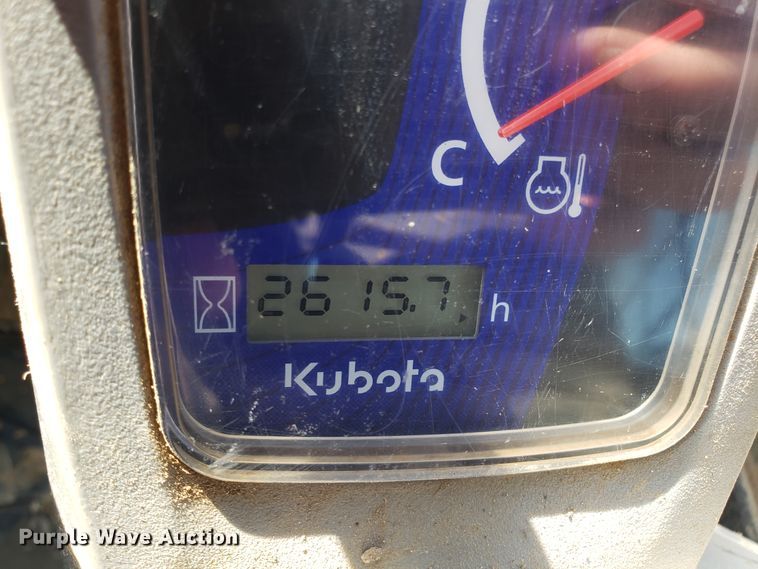 C
2615.7 h
Kubota
Purple Wave Auction